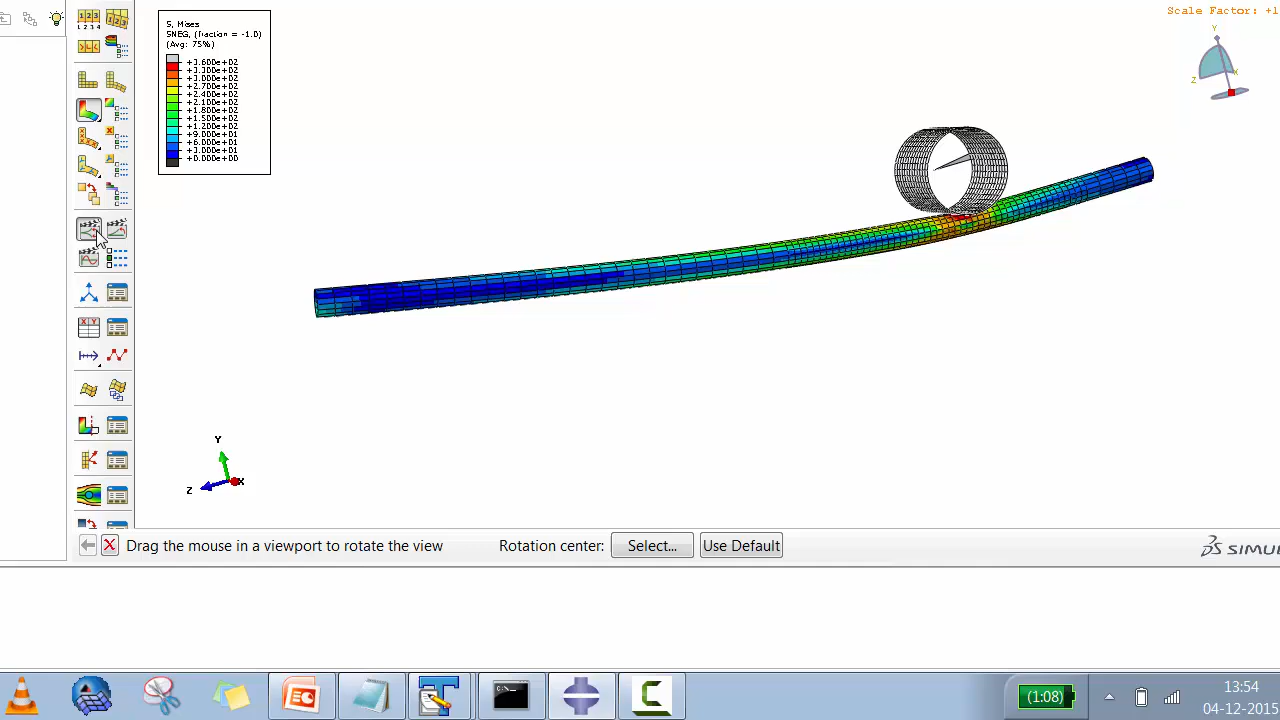 Scale Factor: +1
S, Mises
SNEG, (fraction = -1.0)
(Avg: 75%)
+3.600e+02
+3.300e+02
+3.000e+02
+2.700e+02
+2.400e+02
+2.100e+02
+1.800e+02
+1.500e+02
+1.200e+02
+9.000e+01
+6.000e+01
+3.000e+01
+0.000e+00
Y
Z
X
Y
Z
X
Drag the mouse in a viewport to rotate the view
Rotation center: Select... Use Default
SIMU
(1:08)
13:54
04-12-2015